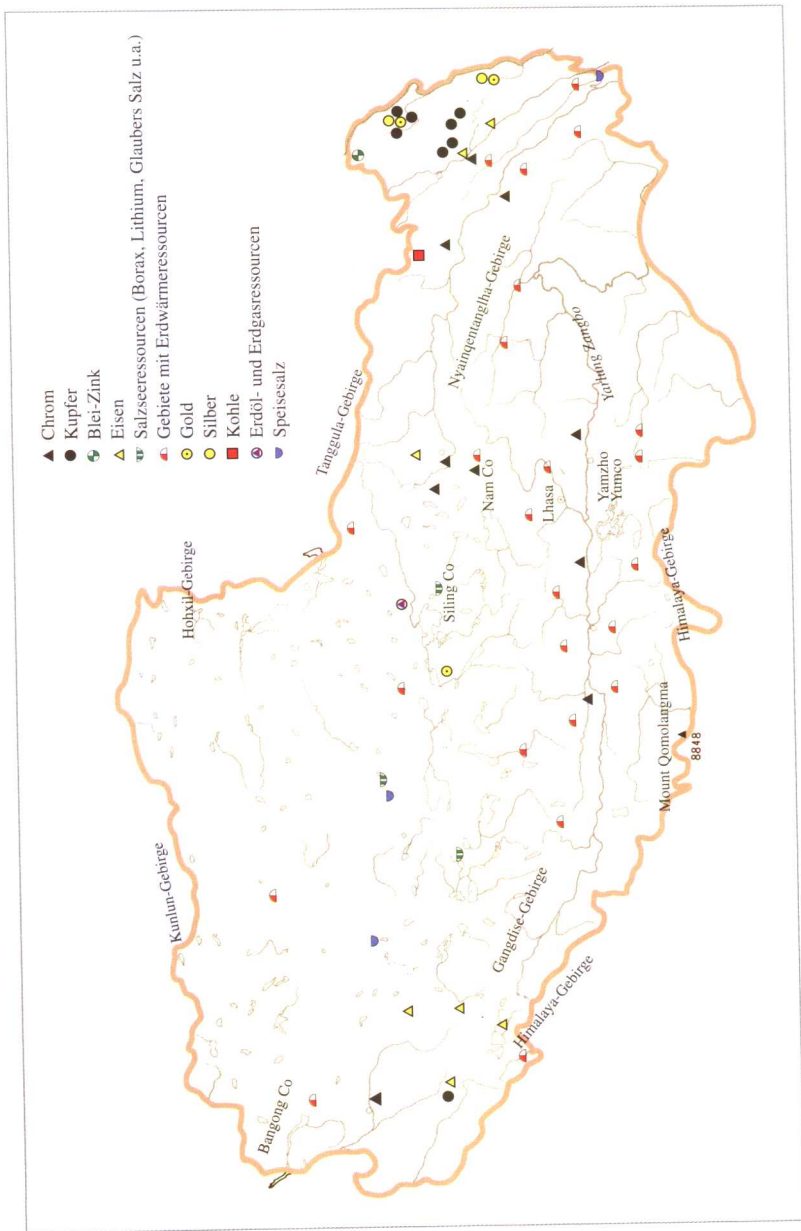 Chrom
Kupfer
Blei-Zink
Eisen
Salzseeressourcen (Borax, Lithium, Glaubers Salz u.a.)
Gebiete mit Erdwärmeressourcen
Gold
Silber
Kohle
Erdöl- und Erdgasressourcen
Speisesalz
Kunlun-Gebirge
Hohxil-Gebirge
Tanggula-Gebirge
Bangong Co
Siling Co
Nam Co
Nyainqentanglha-Gebirge
Gangdise-Gebirge
Lhasa
Yarlung Zangbo
Yamzho
Yumco
Himalaya-Gebirge
Himalaya-Gebirge
Mount Qomolangma
8848